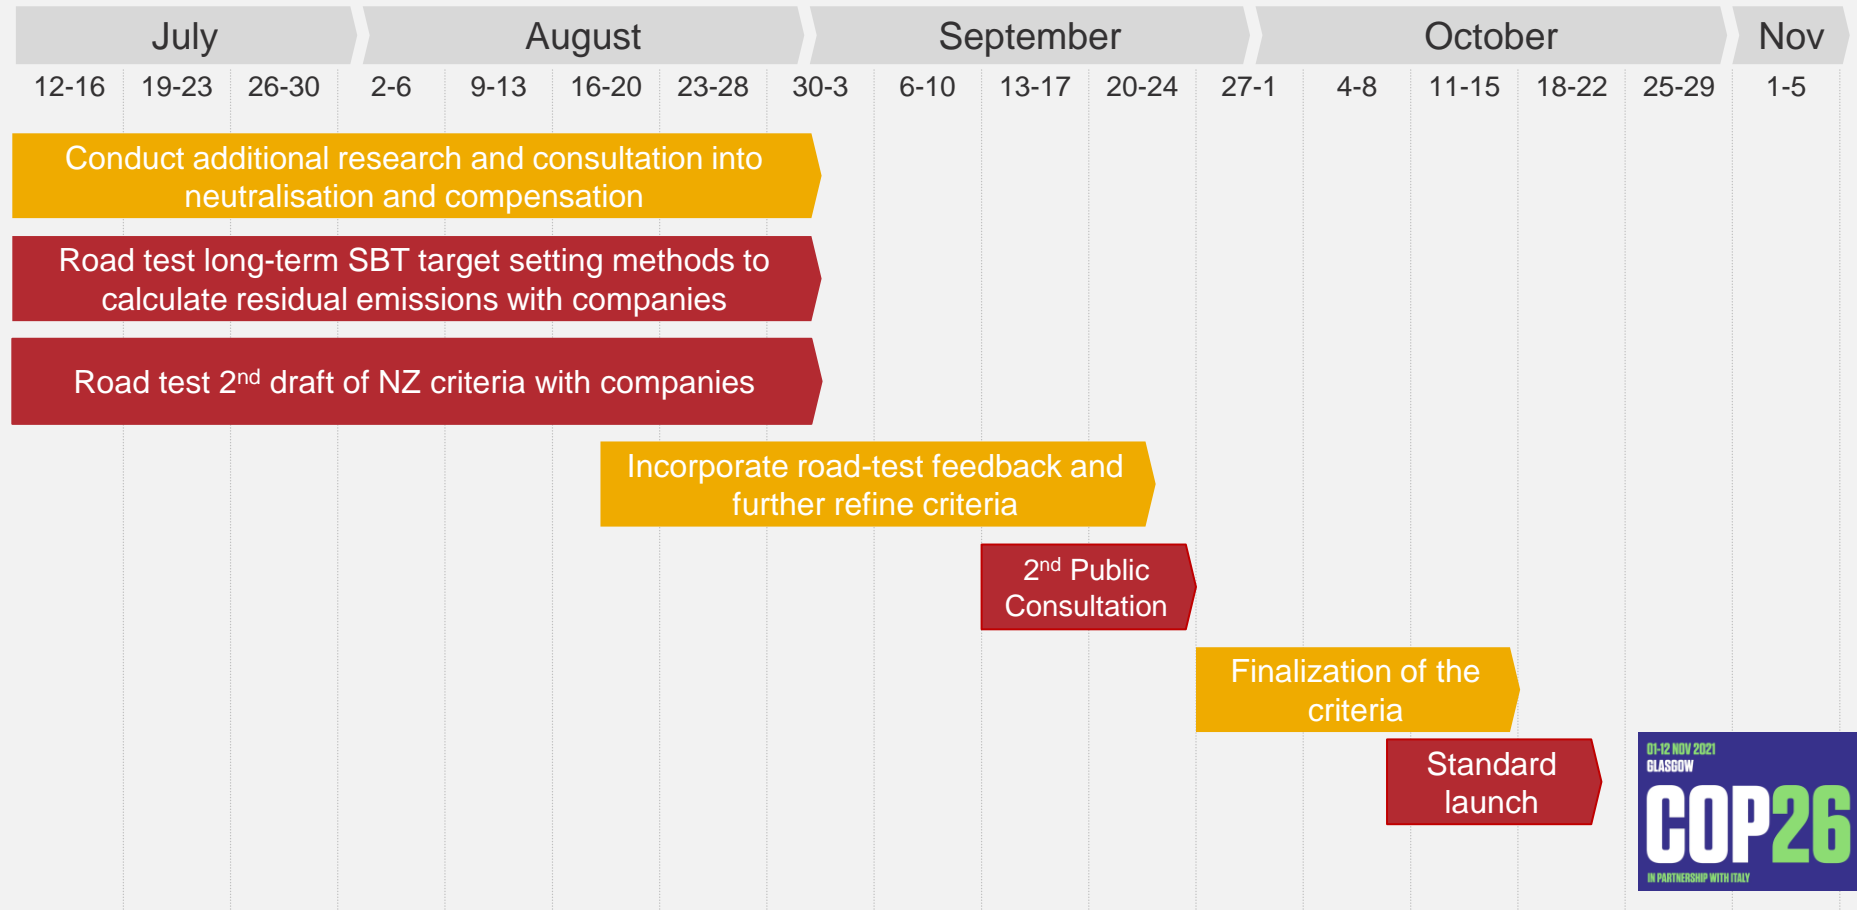 July August September October Nov
12-16 19-23 26-30 2-6 9-13 16-20 23-28 30-3 6-10 13-17 20-24 27-1 4-8 11-15 18-22 25-29 1-5
Conduct additional research and consultation into
neutralisation and compensation
Road test long-term SBT target setting methods to
calculate residual emissions with companies
Road test 2nd draft of NZ criteria with companies
Incorporate road-test feedback and
further refine criteria
2nd Public
Consultation
Finalization of the
criteria
Standard
launch
01-12 NOV 2021
GLASGOW
COP26
IN PARTNERSHIP WITH ITALY